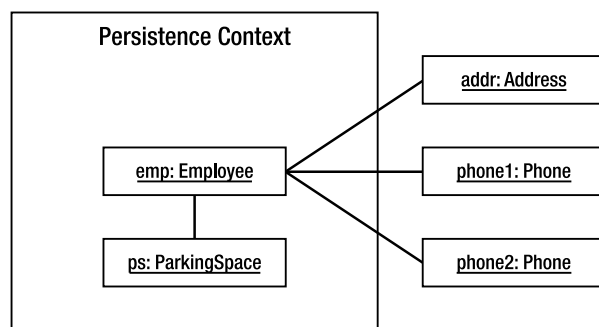 Persistence Context
addr: Address
emp: Employee
phone1: Phone
ps: ParkingSpace
phone2: Phone